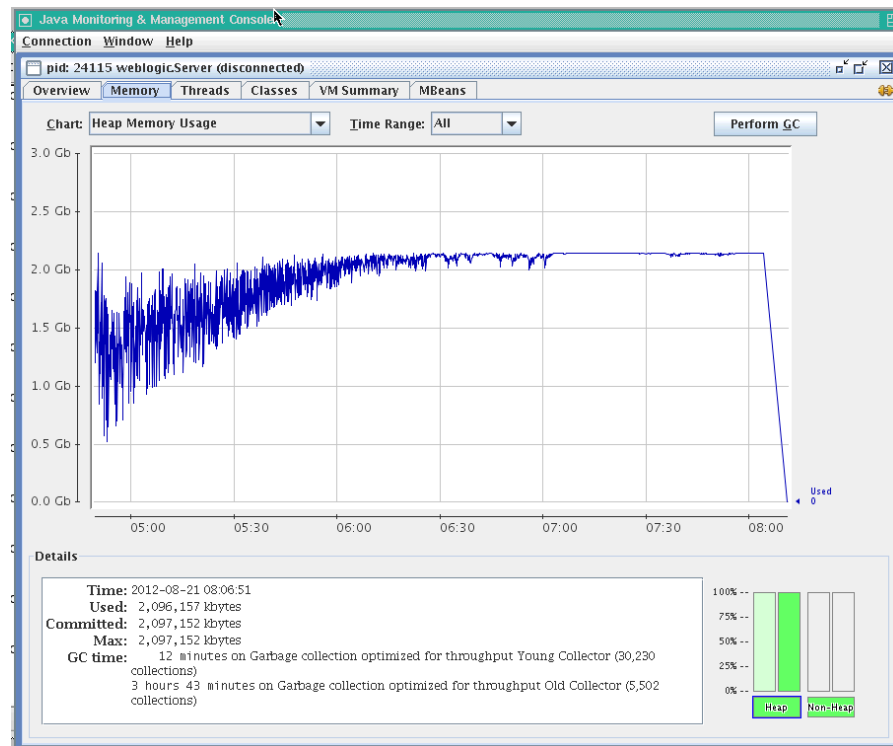 Java Monitoring & Management Console
Connection Window Help
pid: 24115 weblogic.Server (disconnected)
Overview Memory Threads Classes VM Summary MBeans
Chart: Heap Memory Usage Time Range: All Perform GC
3.0 Gb
2.5 Gb
2.0 Gb
1.5 Gb
1.0 Gb
0.5 Gb
0.0 Gb
Used
0
05:00 05:30 06:00 06:30 07:00 07:30 08:00
Details
Time: 2012-08-21 08:06:51
Used: 2,096,157 kbytes
Committed: 2,097,152 kbytes
Max: 2,097,152 kbytes
GC time: 12 minutes on Garbage collection optimized for throughput Young Collector (30,230
collections)
3 hours 43 minutes on Garbage collection optimized for throughput Old Collector (5,502
collections)
100% --
75% --
50% --
25% --
0% --
Heap Non-Heap